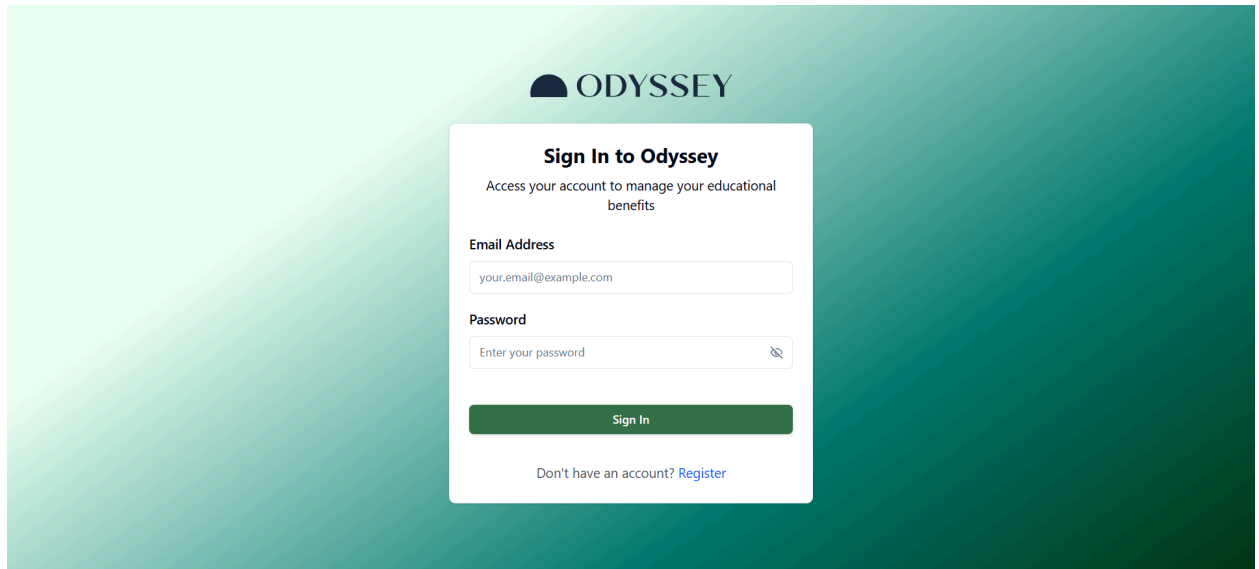 ODYSSEY
Sign In to Odyssey
Access your account to manage your educational
benefits
Email Address
your.email@example.com
Password
Enter your password
Sign In
Don't have an account? Register